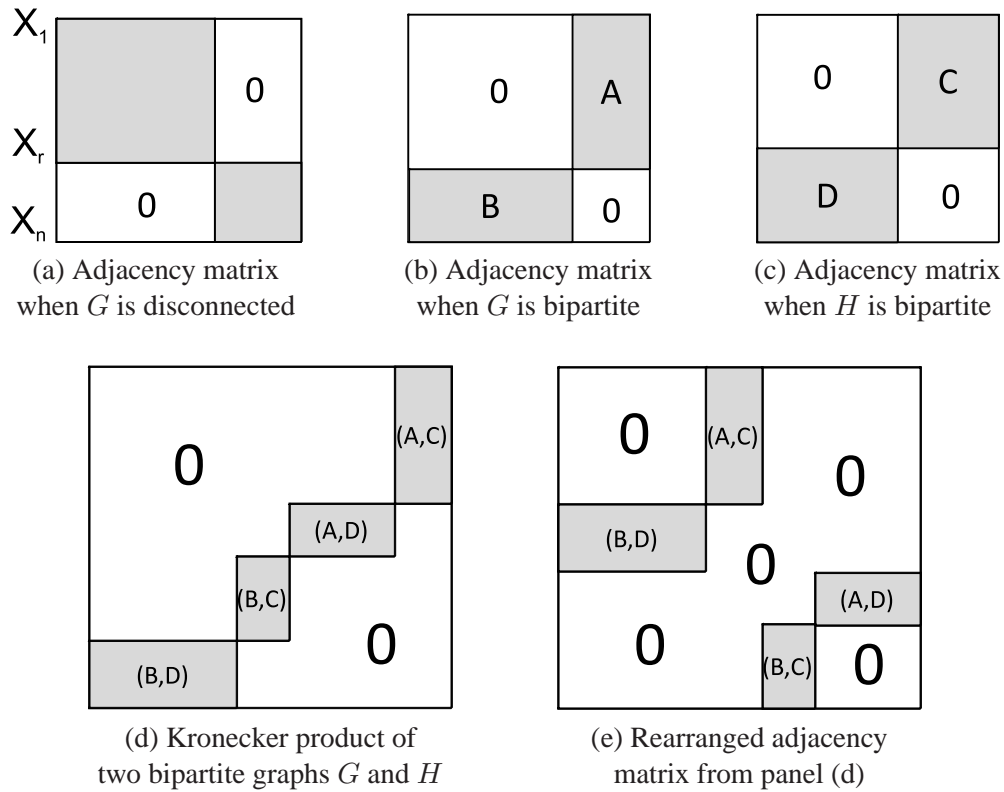 X1
Xr
Xn
0
0
0
A
B
0
0
C
D
0
(a) Adjacency matrix
when G is disconnected
(b) Adjacency matrix
when G is bipartite
(c) Adjacency matrix
when H is bipartite
0
(A,C)
(A,D)
(B,C)
(B,D)
0
0
(A,C)
0
(B,D)
0
(A,D)
0
(B,C)
0
(d) Kronecker product of
two bipartite graphs G and H
(e) Rearranged adjacency
matrix from panel (d)